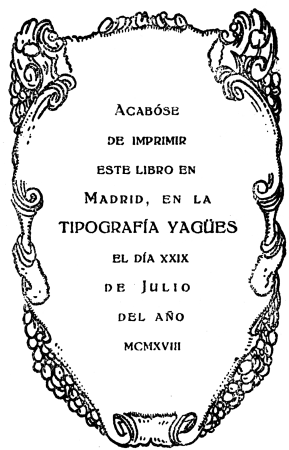 Acabóse
de imprimir
este libro en
Madrid, en la
TIPOGRAFÍA YAGÜES
el día xxix
de Julio
del año
MCMXVIII